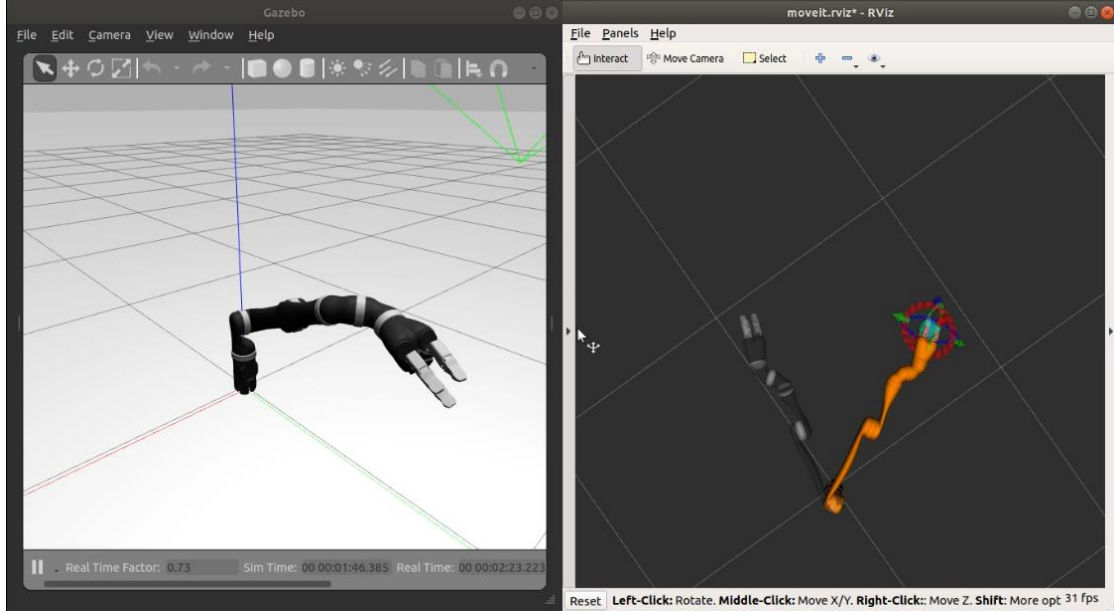 Gazebo
File Edit Camera View Window Help
Real Time Factor: 0.73 Sim Time: 00 00:01:46.385 Real Time: 00 00:02:23.223
moveit.rviz* - RViz
File Panels Help
Interact Move Camera Select
Reset Left-Click: Rotate. Middle-Click: Move X/Y. Right-Click:: Move Z. Shift: More opt 31 fps